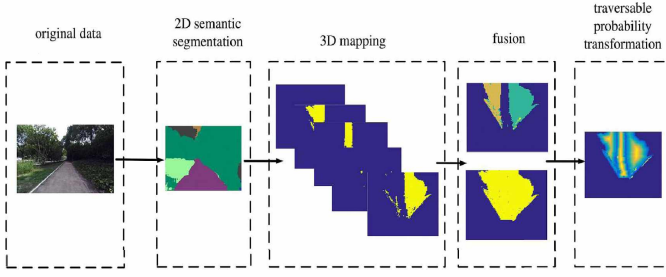 original data
2D semantic
segmentation
3D mapping
fusion
traversable
probability
transformation